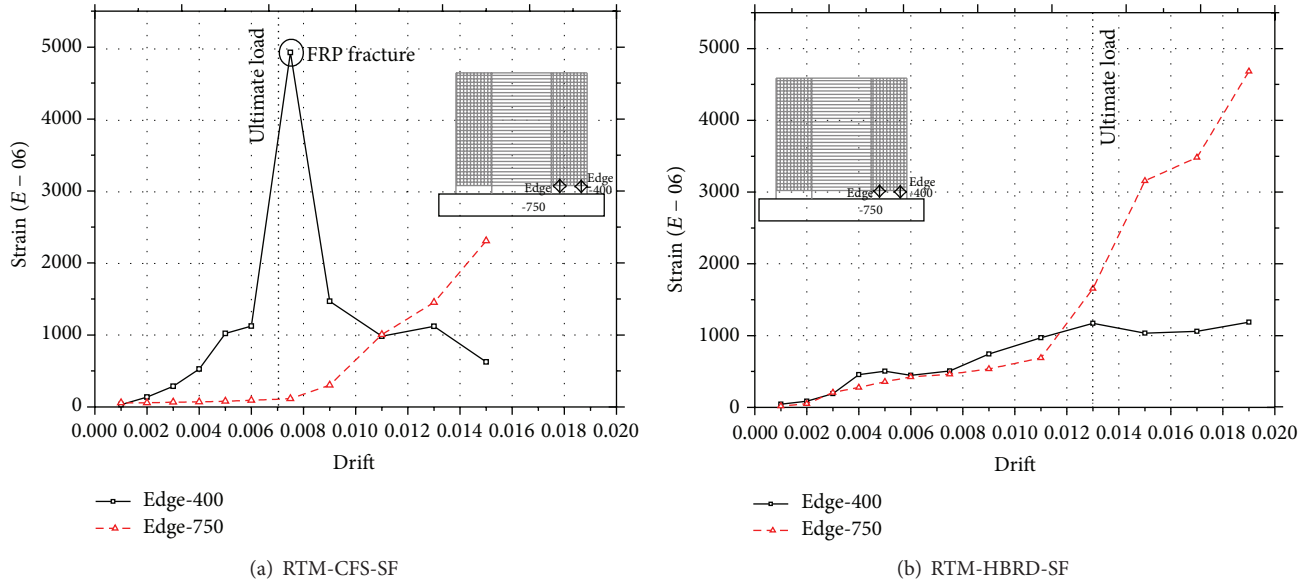 5000
4000
3000
2000
1000
0
Strain (E − 06)
Ultimate load
FRP fracture
Edge
Edge
-400
-750
0.000 0.002 0.004 0.006 0.008 0.010 0.012 0.014 0.016 0.018 0.020
Drift
Edge-400
Edge-750
(a) RTM-CFS-SF
5000
4000
3000
2000
1000
0
Strain (E − 06)
Ultimate load
Edge
Edge
400
-750
0.000 0.002 0.004 0.006 0.008 0.010 0.012 0.014 0.016 0.018 0.020
Drift
Edge-400
Edge-750
(b) RTM-HBRD-SF